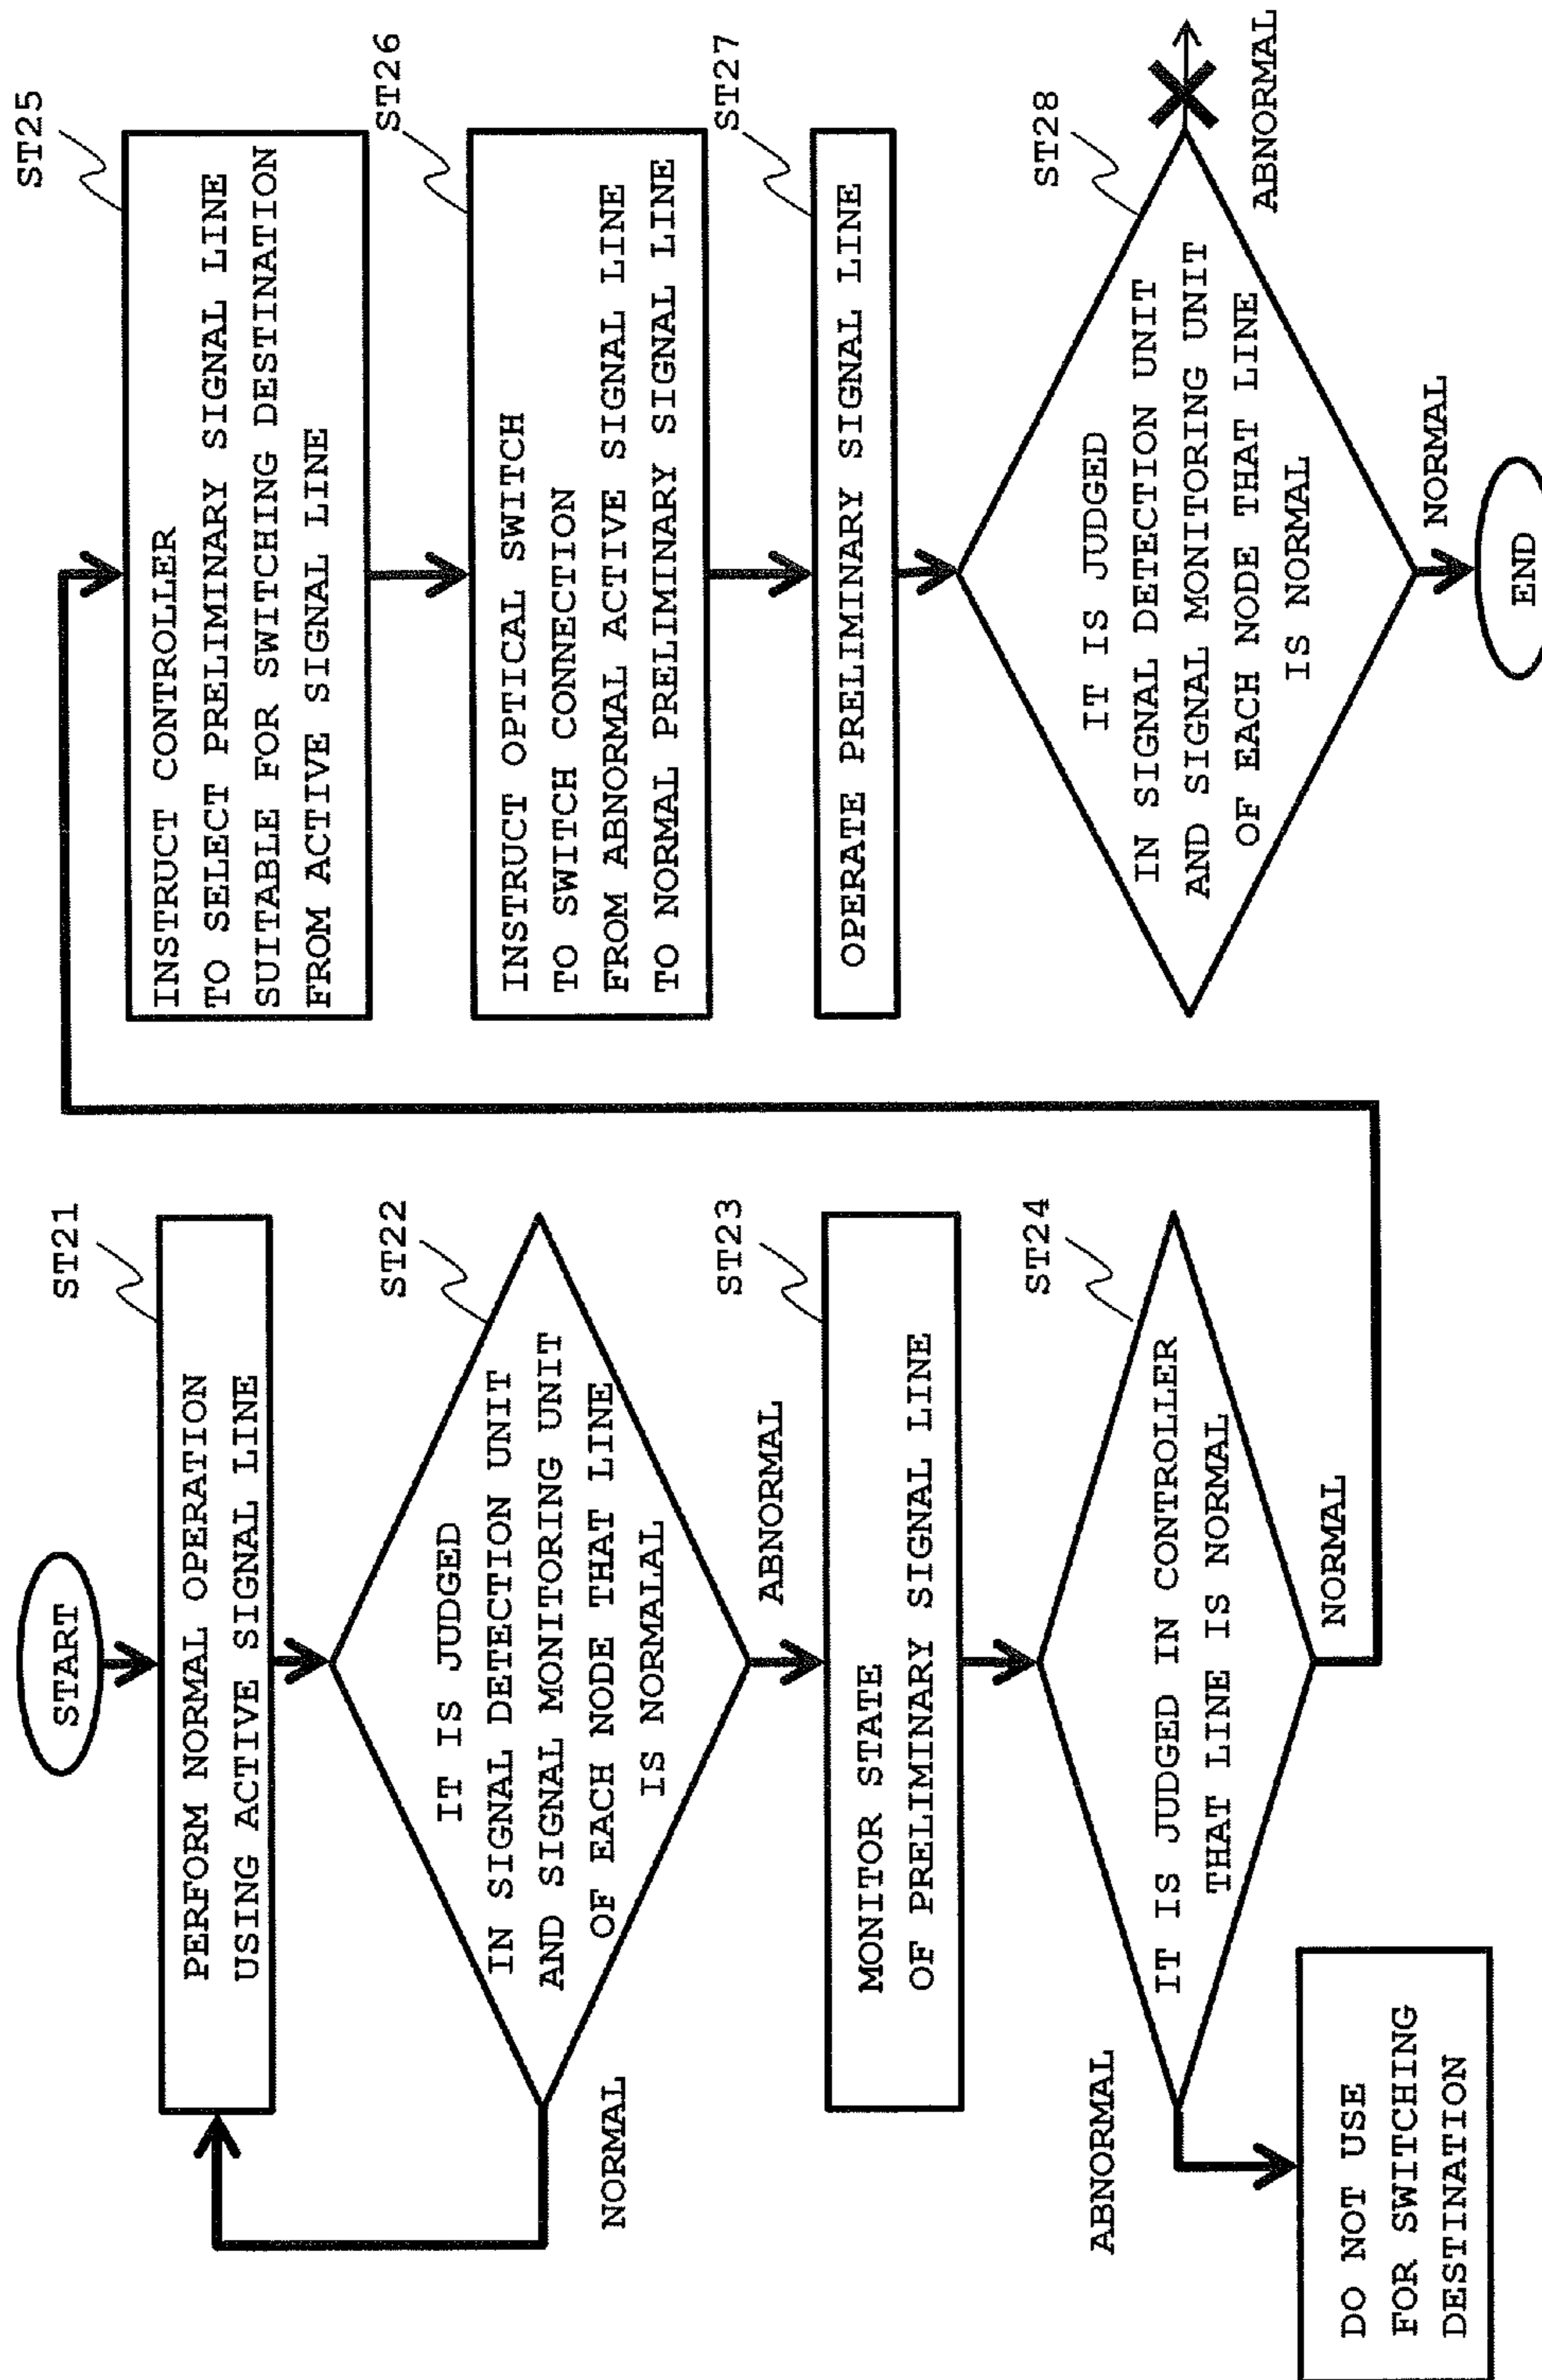 START
ST21
PERFORM NORMAL OPERATION
USING ACTIVE SIGNAL LINE
ST22
IT IS JUDGED
IN SIGNAL DETECTION UNIT
AND SIGNAL MONITORING UNIT
OF EACH NODE THAT LINE
IS NORMALAL
NORMAL
ABNORMAL
ST23
MONITOR STATE
OF PRELIMINARY SIGNAL LINE
ST24
IT IS JUDGED IN CONTROLLER
THAT LINE IS NORMAL
ABNORMAL
NORMAL
DO NOT USE
FOR SWITCHING
DESTINATION
ST25
INSTRUCT CONTROLLER
TO SELECT PRELIMINARY SIGNAL LINE
SUITABLE FOR SWITCHING DESTINATION
FROM ACTIVE SIGNAL LINE
ST26
INSTRUCT OPTICAL SWITCH
TO SWITCH CONNECTION
FROM ABNORMAL ACTIVE SIGNAL LINE
TO NORMAL PRELIMINARY SIGNAL LINE
ST27
OPERATE PRELIMINARY SIGNAL LINE
ST28
IT IS JUDGED
IN SIGNAL DETECTION UNIT
AND SIGNAL MONITORING UNIT
OF EACH NODE THAT LINE
IS NORMAL
ABNORMAL
NORMAL
END